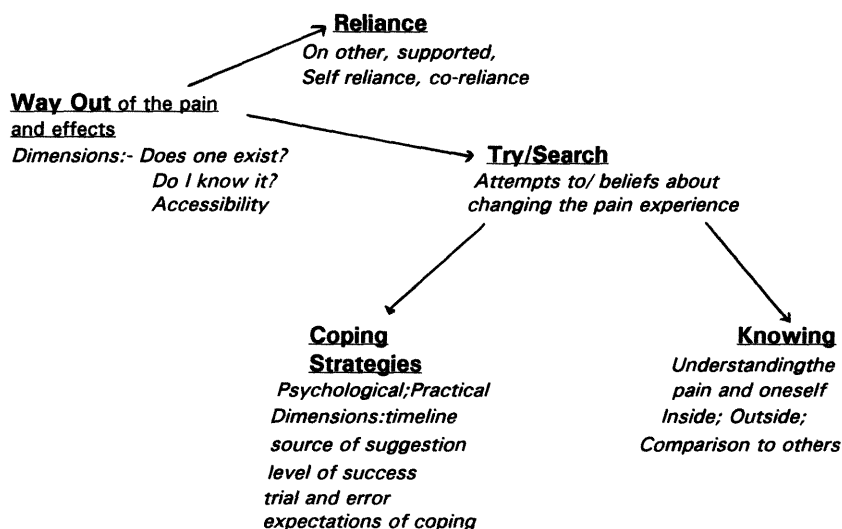 Reliance
On other, supported,
Self reliance, co-reliance
Way Out of the pain
and effects
Dimensions:- Does one exist?
Do I know it?
Accessibility
Try/Search
Attempts to/ beliefs about
changing the pain experience
Coping
Strategies
Psychological;Practical
Dimensions:timeline
source of suggestion
level of success
trial and error
expectations of coping
Knowing
Understandingthe
pain and oneself
Inside; Outside;
Comparison to others